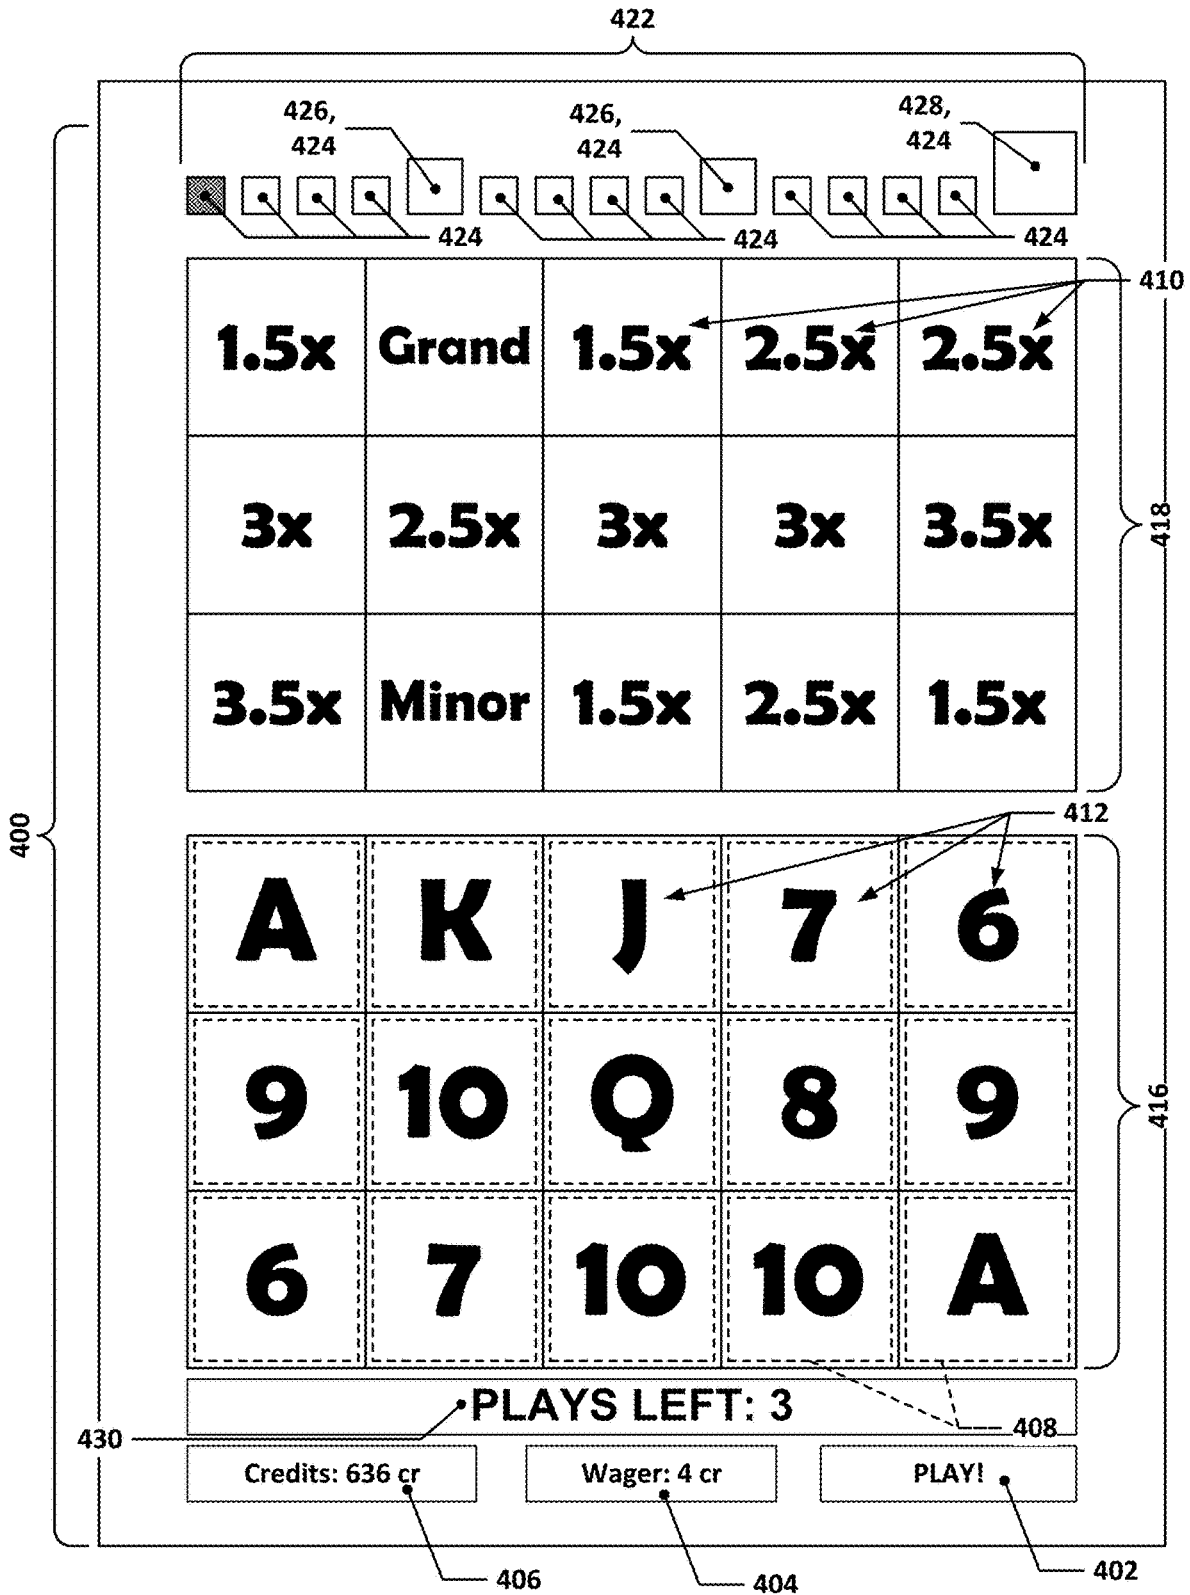 422
426,
424
426,
424
428,
424
424
424
424
410
1.5x Grand 1.5x 2.5x 2.5x
3x 2.5x 3x 3x 3.5x
418
3.5x Minor 1.5x 2.5x 1.5x
400
412
A K J 7 6
9 10 Q 8 9
416
6 7 10 10 A
PLAYS LEFT: 3
408
430
Credits: 636 cr Wager: 4 cr PLAY!
406 404 402